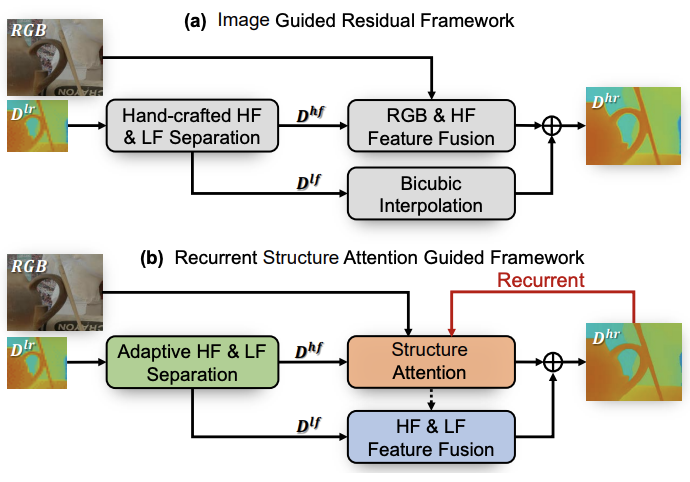 (a) Image Guided Residual Framework
RGB
D^lr
Hand-crafted HF
& LF Separation
D^hf
RGB & HF
Feature Fusion
D^hr
D^lf
Bicubic
Interpolation
(b) Recurrent Structure Attention Guided Framework
RGB
Recurrent
D^lr
Adaptive HF & LF
Separation
D^hf
Structure
Attention
D^hr
D^lf
HF & LF
Feature Fusion